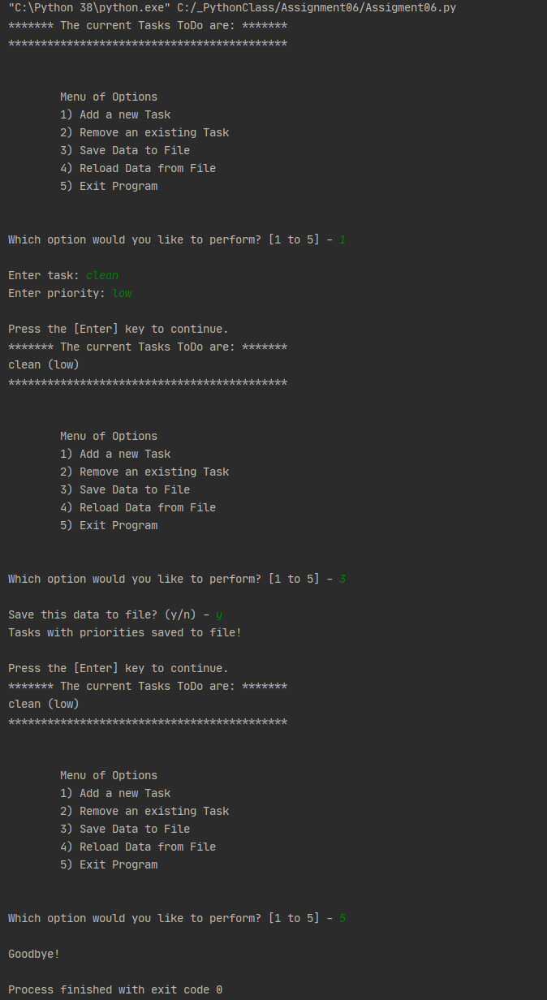 "C:\Python 38\python.exe" C:/_PythonClass/Assignment06/Assigment06.py
******* The current Tasks ToDo are: *******
*******************************************
Menu of Options
1) Add a new Task
2) Remove an existing Task
3) Save Data to File
4) Reload Data from File
5) Exit Program
Which option would you like to perform? [1 to 5] - 1
Enter task: clean
Enter priority: low
Press the [Enter] key to continue.
******* The current Tasks ToDo are: *******
clean (low)
*******************************************
Menu of Options
1) Add a new Task
2) Remove an existing Task
3) Save Data to File
4) Reload Data from File
5) Exit Program
Which option would you like to perform? [1 to 5] - 3
Save this data to file? (y/n) - y
Tasks with priorities saved to file!
Press the [Enter] key to continue.
******* The current Tasks ToDo are: *******
clean (low)
*******************************************
Menu of Options
1) Add a new Task
2) Remove an existing Task
3) Save Data to File
4) Reload Data from File
5) Exit Program
Which option would you like to perform? [1 to 5] - 5
Goodbye!
Process finished with exit code 0